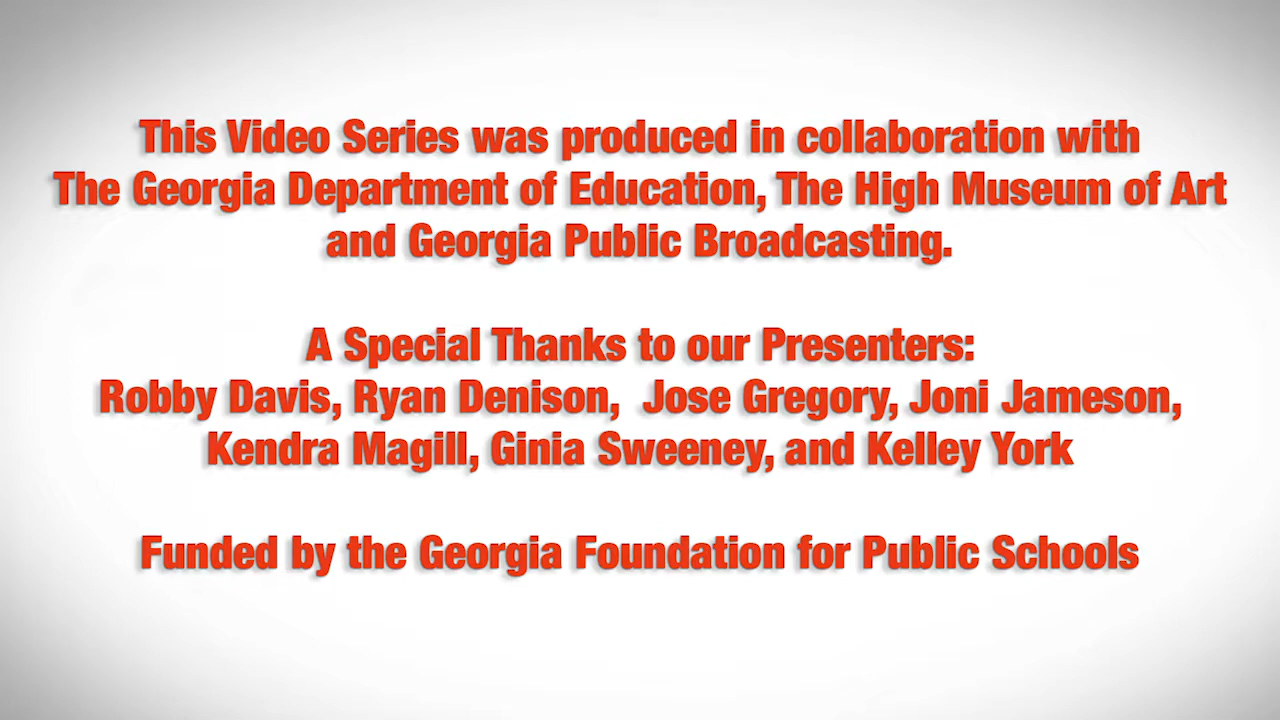 This Video Series was produced in collaboration with
The Georgia Department of Education, The High Museum of Art
and Georgia Public Broadcasting.
A Special Thanks to our Presenters:
Robby Davis, Ryan Denison,  Jose Gregory, Joni Jameson,
Kendra Magill, Ginia Sweeney, and Kelley York
Funded by the Georgia Foundation for Public Schools